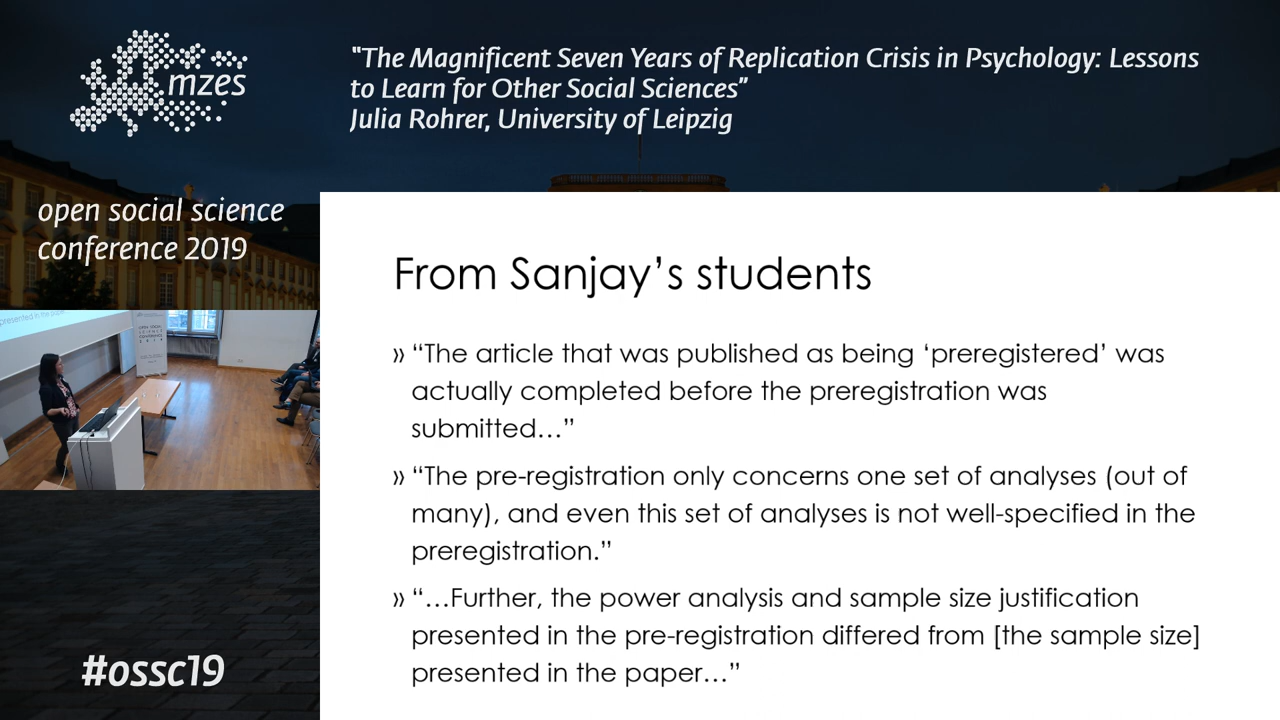 mzes
"The Magnificent Seven Years of Replication Crisis in Psychology: Lessons
to Learn for Other Social Sciences"
Julia Rohrer, University of Leipzig
open social science
conference 2019
From Sanjay’s students
» “The article that was published as being ‘preregistered’ was
actually completed before the preregistration was
submitted…”
» “The pre-registration only concerns one set of analyses (out of
many), and even this set of analyses is not well-specified in the
preregistration.”
» “…Further, the power analysis and sample size justification
presented in the pre-registration differed from [the sample size]
presented in the paper…”
#ossc19